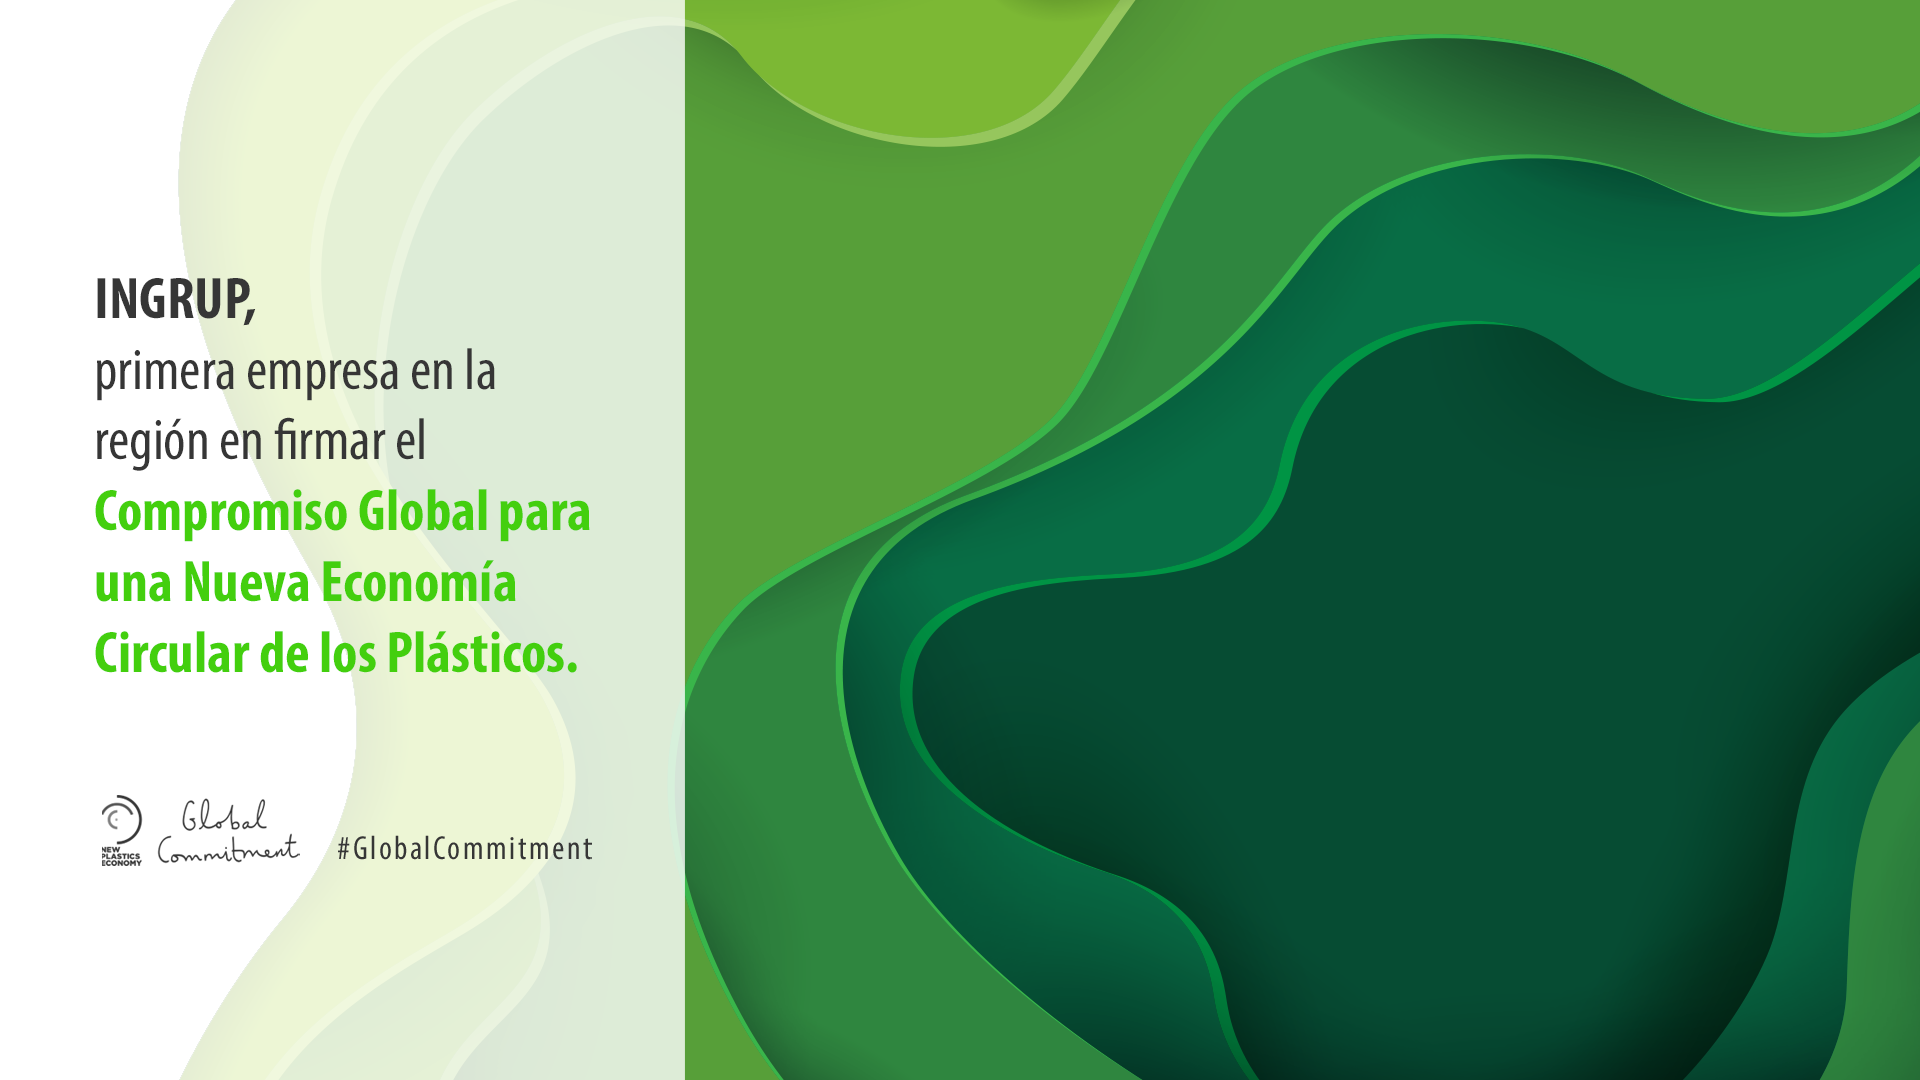 INGRUP,
primera empresa en la
región en firmar el
Compromiso Global para
una Nueva Economía
Circular de los Plásticos.
NEW
PLASTICS
ECONOMY
Global
Commitment
#GlobalCommitment